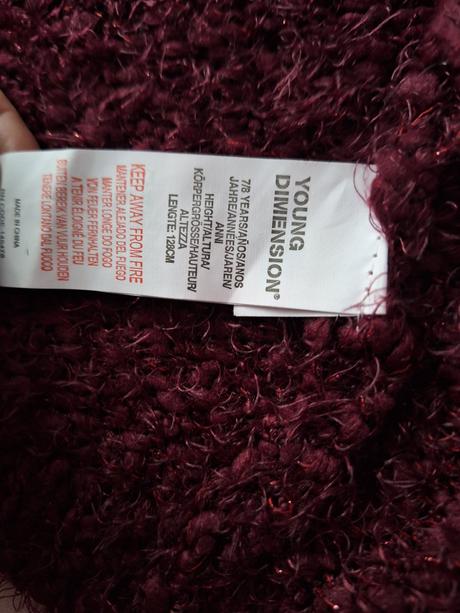 YOUNG
DIMENSION®
7/8 YEARS/AÑOS/ANOS
JAHRE/ANNÉES/JAREN/
ANNI
HEIGHT/ALTURA/
KÖRPERGRÖSSE/HAUTEUR/
ALTEZZA
LENGTE: 128CM
KEEP AWAY FROM FIRE
MANTENER ALEJADO DEL FUEGO
MANTER LONGE DO FOGO
VON FEUER FERNHALTEN
A TENIR ÉLOIGNÉ DU FEU
BUITEN BEREIK VAN VUUR HOUDEN
TENERE LONTANO DAL FUOCO
MADE IN CHINA